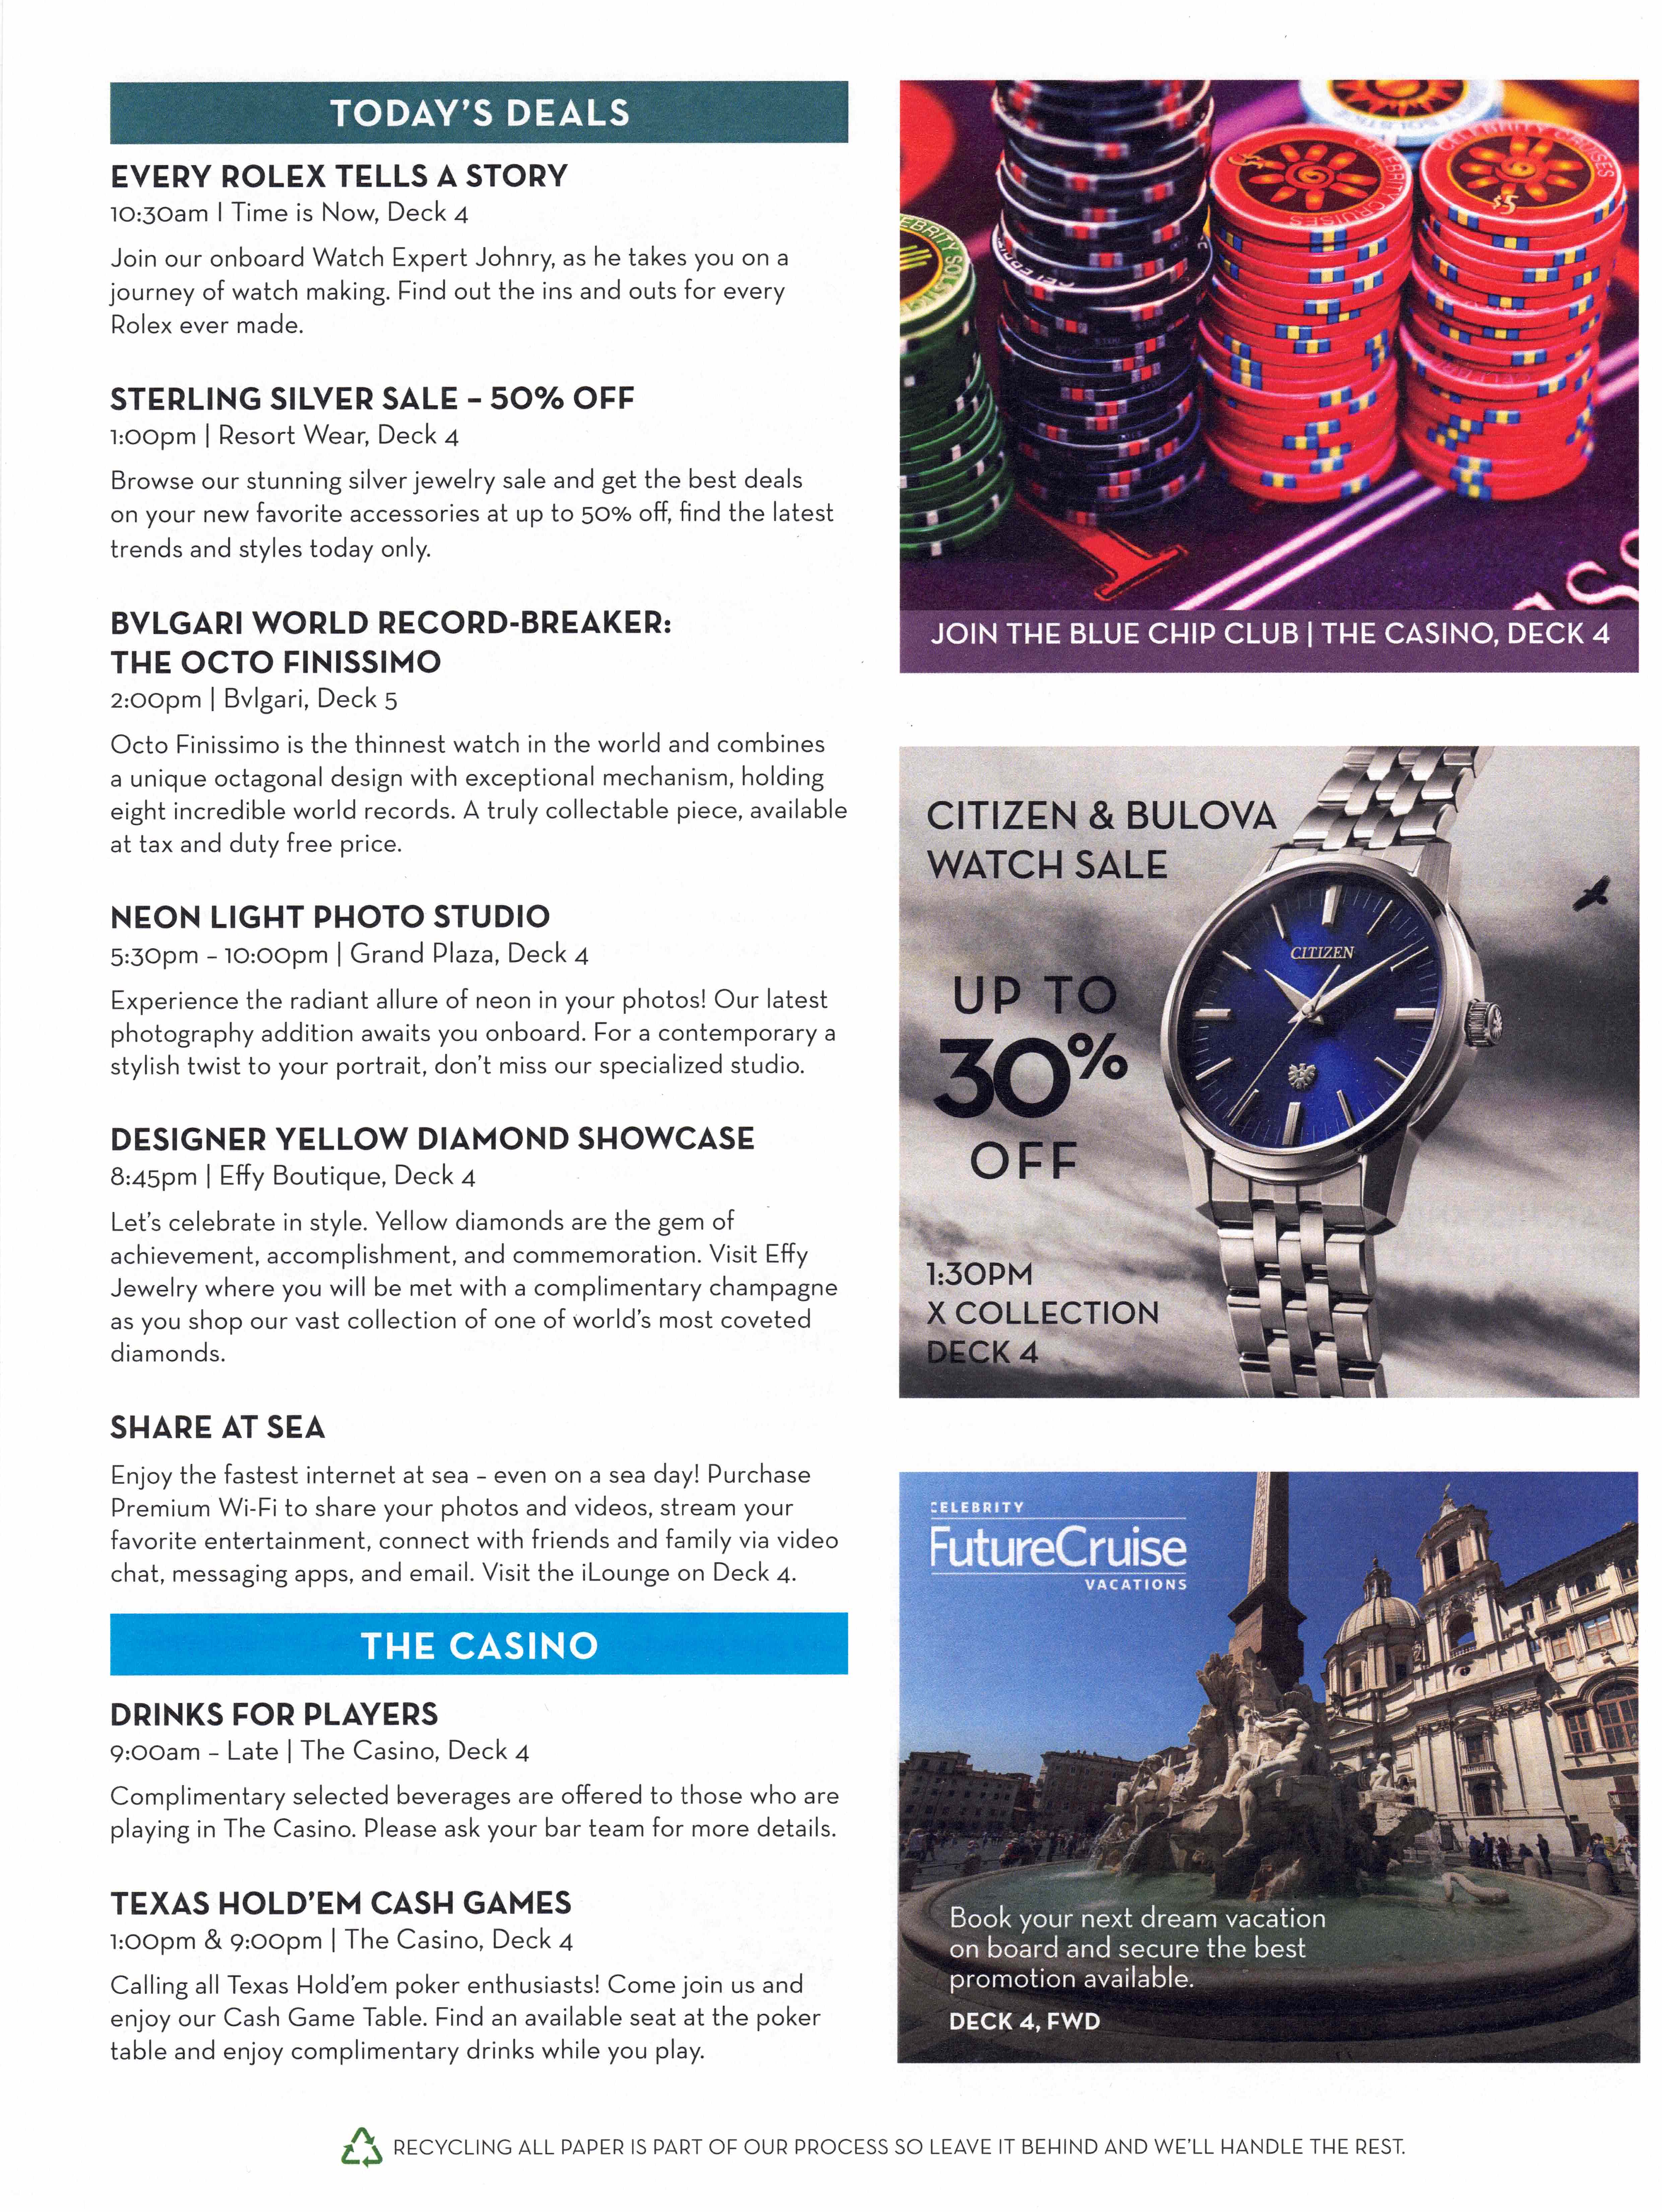 TODAY'S DEALS
EVERY ROLEX TELLS A STORY
10:30am | Time is Now, Deck 4
Join our onboard Watch Expert Johnry, as he takes you on a
journey of watch making. Find out the ins and outs for every
Rolex ever made.
STERLING SILVER SALE – 50% OFF
1:00pm | Resort Wear, Deck 4
Browse our stunning silver jewelry sale and get the best deals
on your new favorite accessories at up to 50% off, find the latest
trends and styles today only.
BVLGARI WORLD RECORD-BREAKER:
THE OCTO FINISSIMO
2:00pm | Bvlgari, Deck 5
Octo Finissimo is the thinnest watch in the world and combines
a unique octagonal design with exceptional mechanism, holding
eight incredible world records. A truly collectable piece, available
at tax and duty free price.
NEON LIGHT PHOTO STUDIO
5:30pm – 10:00pm | Grand Plaza, Deck 4
Experience the radiant allure of neon in your photos! Our latest
photography addition awaits you onboard. For a contemporary a
stylish twist to your portrait, don't miss our specialized studio.
DESIGNER YELLOW DIAMOND SHOWCASE
8:45pm | Effy Boutique, Deck 4
Let's celebrate in style. Yellow diamonds are the gem of
achievement, accomplishment, and commemoration. Visit Effy
Jewelry where you will be met with a complimentary champagne
as you shop our vast collection of one of world's most coveted
diamonds.
SHARE AT SEA
Enjoy the fastest internet at sea – even on a sea day! Purchase
Premium Wi-Fi to share your photos and videos, stream your
favorite entertainment, connect with friends and family via video
chat, messaging apps, and email. Visit the iLounge on Deck 4.
THE CASINO
DRINKS FOR PLAYERS
9:00am – Late | The Casino, Deck 4
Complimentary selected beverages are offered to those who are
playing in The Casino. Please ask your bar team for more details.
TEXAS HOLD'EM CASH GAMES
1:00pm & 9:00pm | The Casino, Deck 4
Calling all Texas Hold'em poker enthusiasts! Come join us and
enjoy our Cash Game Table. Find an available seat at the poker
table and enjoy complimentary drinks while you play.
CELEBRITY CRUISES
CELEBRITY CRUISES
$5
JOIN THE BLUE CHIP CLUB | THE CASINO, DECK 4
CITIZEN & BULOVA
WATCH SALE
CITIZEN
UP TO
30%
OFF
1:30PM
X COLLECTION
DECK 4
CELEBRITY
FutureCruise
VACATIONS
Book your next dream vacation
on board and secure the best
promotion available.
DECK 4, FWD
RECYCLING ALL PAPER IS PART OF OUR PROCESS SO LEAVE IT BEHIND AND WE'LL HANDLE THE REST.